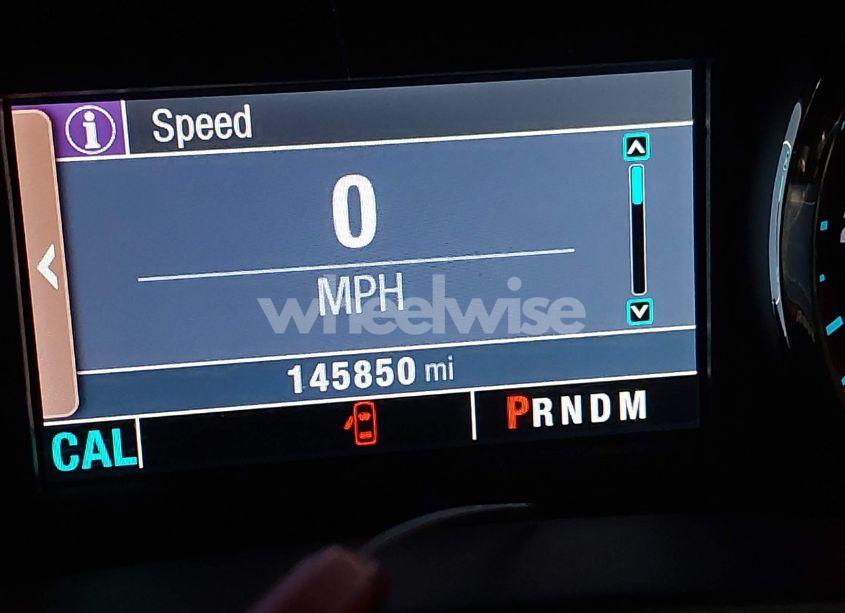 i Speed
0
MPH
wheelwise
145850 mi
CAL
PRNDM